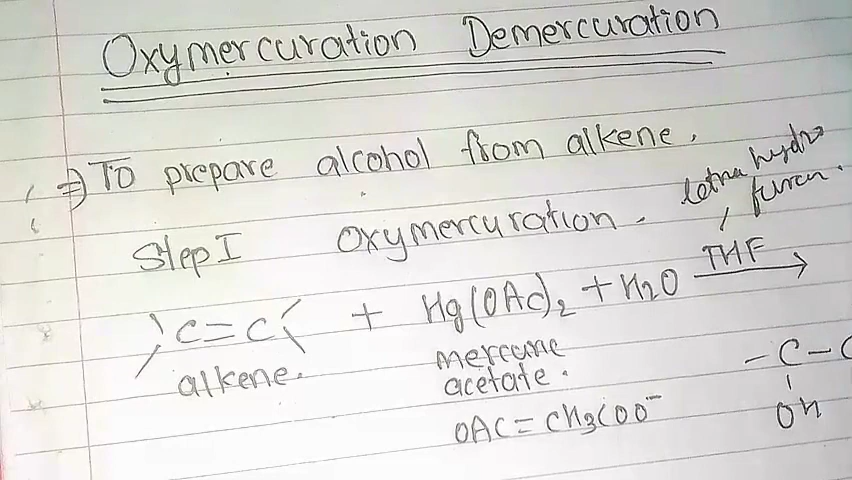 Oxymercuration Demercuration
⇒ To prepare alcohol from alkene.
Step I Oxymercuration.
tetra hydro
furan.
>C=C< + Hg(OAc)2 + H2O THF →
alkene. mercuric
acetate.
OAC = CH3COO⁻
-C-C
OH